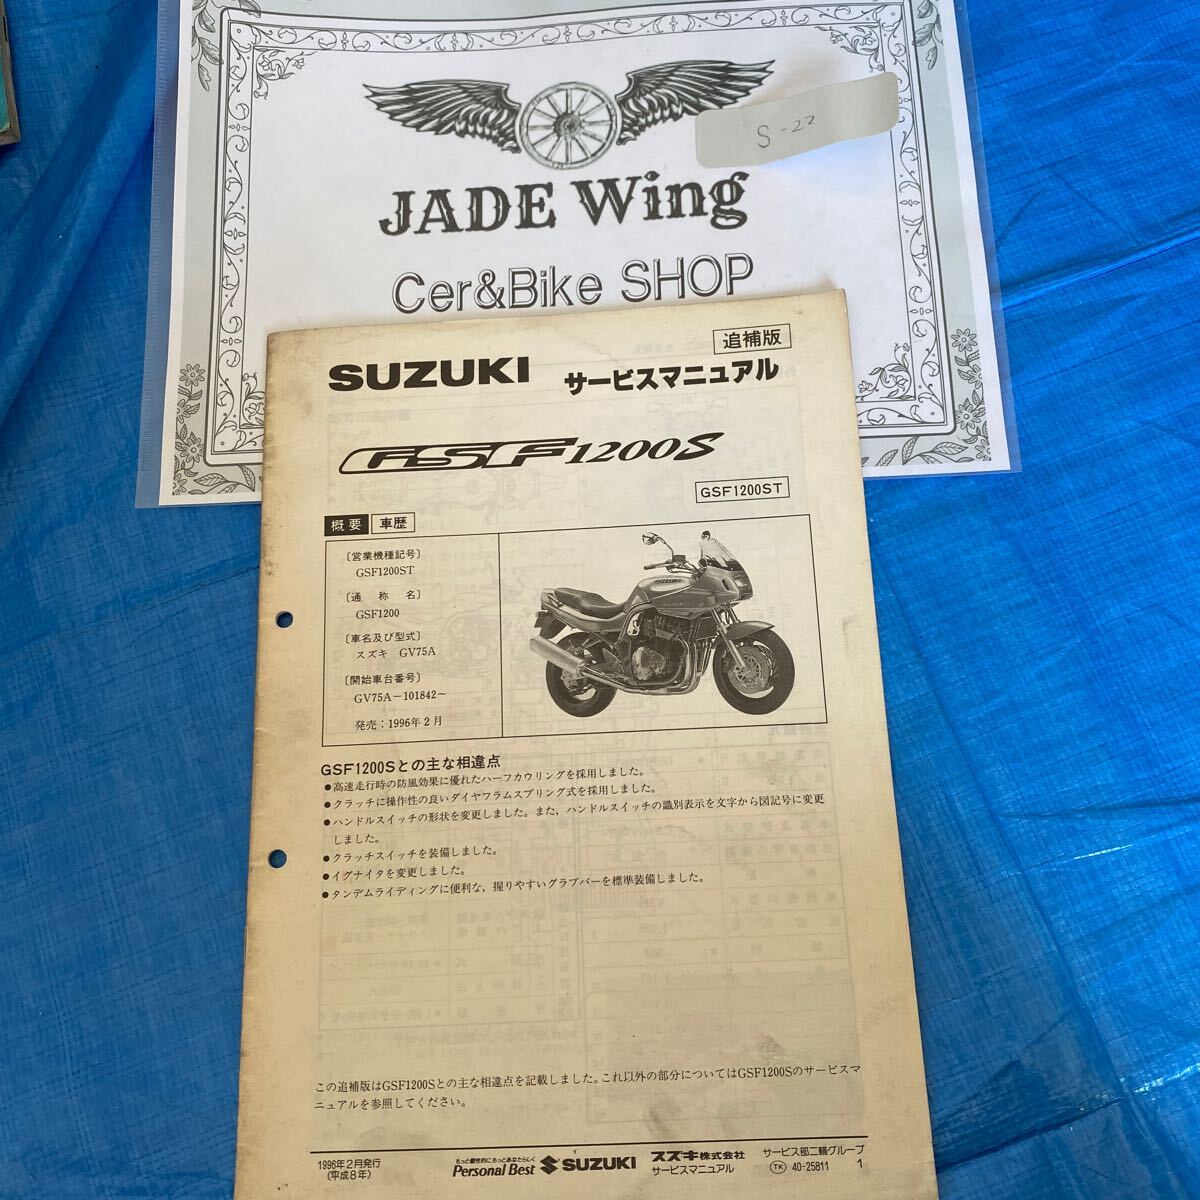 S-22
JADE Wing
Cer&Bike SHOP
追補版
SUZUKI サービスマニュアル
GSF1200S
GSF1200ST
概要 車歴
〔営業機種記号〕
GSF1200ST
〔通称名〕
GSF1200
〔車名及び型式〕
スズキ GV75A
〔開始車台番号〕
GV75A-101842~
発売:1996年2月
SUZUKI
GSF1200Sとの主な相違点
●高速走行時の防風効果に優れたハーフカウリングを採用しました。
●クラッチに操作性の良いダイヤフラムスプリング式を採用しました。
●ハンドルスイッチの形状を変更しました。また,ハンドルスイッチの識別表示を文字から図記号に変更
しました。
●クラッチスイッチを装備しました。
●イグナイタを変更しました。
●タンデムライディングに便利な,握りやすいグラブバーを標準装備しました。
この追補版はGSF1200Sとの主な相違点を記載しました。これ以外の部分についてはGSF1200Sのサービスマ
ニュアルを参照してください。
1996年2月発行
(平成8年)
もっと個性的に、もっとあなたらしく
Personal Best SUZUKI
スズキ株式会社
サービスマニュアル
サービス部二輪グループ
TK 40-25811 1